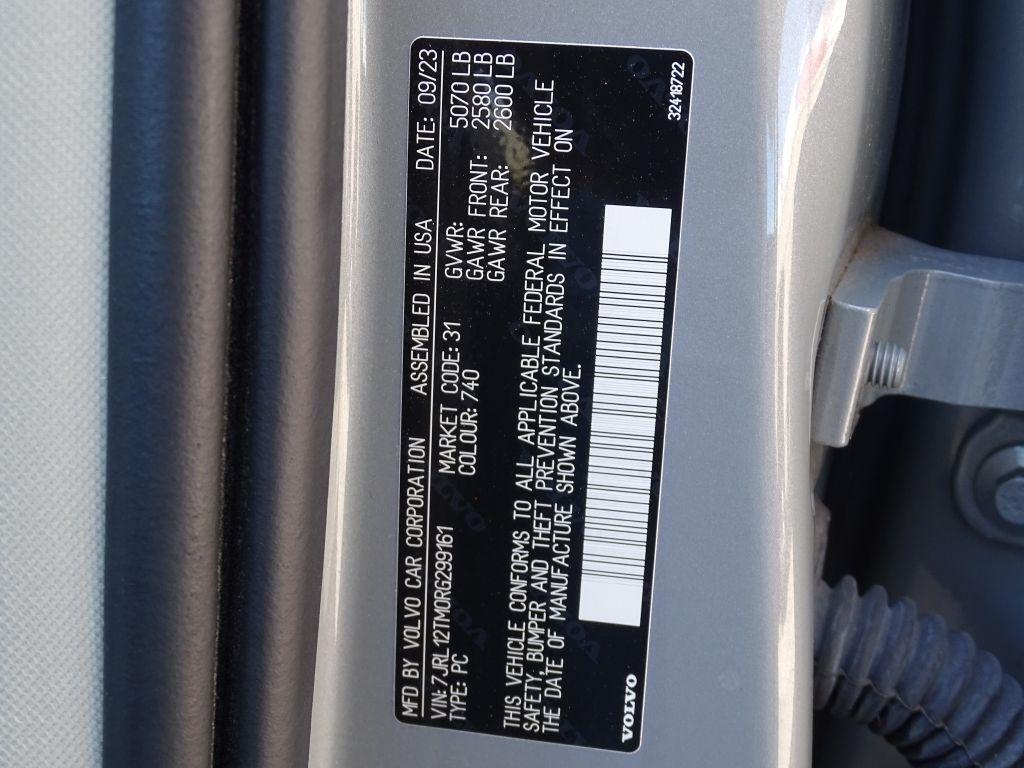 MFD BY VOLVO CAR CORPORATION ASSEMBLED IN USA DATE: 09/23
VIN: 7JRL12TM0RG299161 MARKET CODE: 31 GVWR: 5070 LB
TYPE: PC COLOUR: 740 GAWR FRONT: 2580 LB
GAWR REAR: 2600 LB
THIS VEHICLE CONFORMS TO ALL APPLICABLE FEDERAL MOTOR VEHICLE
SAFETY, BUMPER AND THEFT PREVENTION STANDARDS IN EFFECT ON
THE DATE OF MANUFACTURE SHOWN ABOVE.
VOLVO 32418722